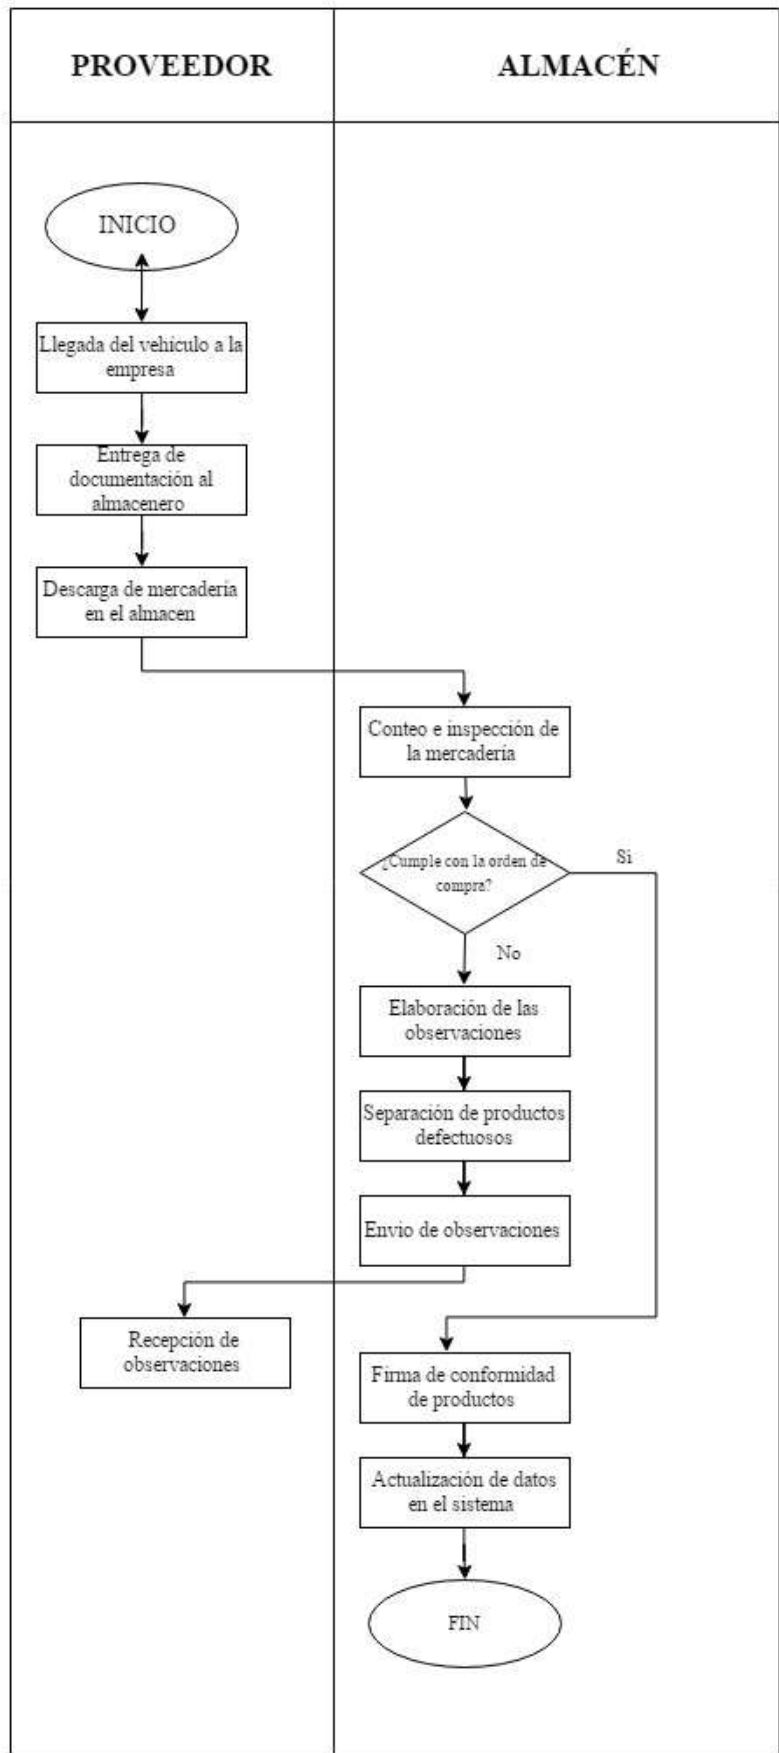 PROVEEDOR
ALMACÉN
INICIO
Llegada del vehiculo a la
empresa
Entrega de
documentación al
almacenero
Descarga de mercadería
en el almacen
Conteo e inspección de
la mercadería
¿Cumple con la orden de
compra?
Si
No
Elaboración de las
observaciones
Separación de productos
defectuosos
Envio de observaciones
Recepción de
observaciones
Firma de conformidad
de productos
Actualización de datos
en el sistema
FIN